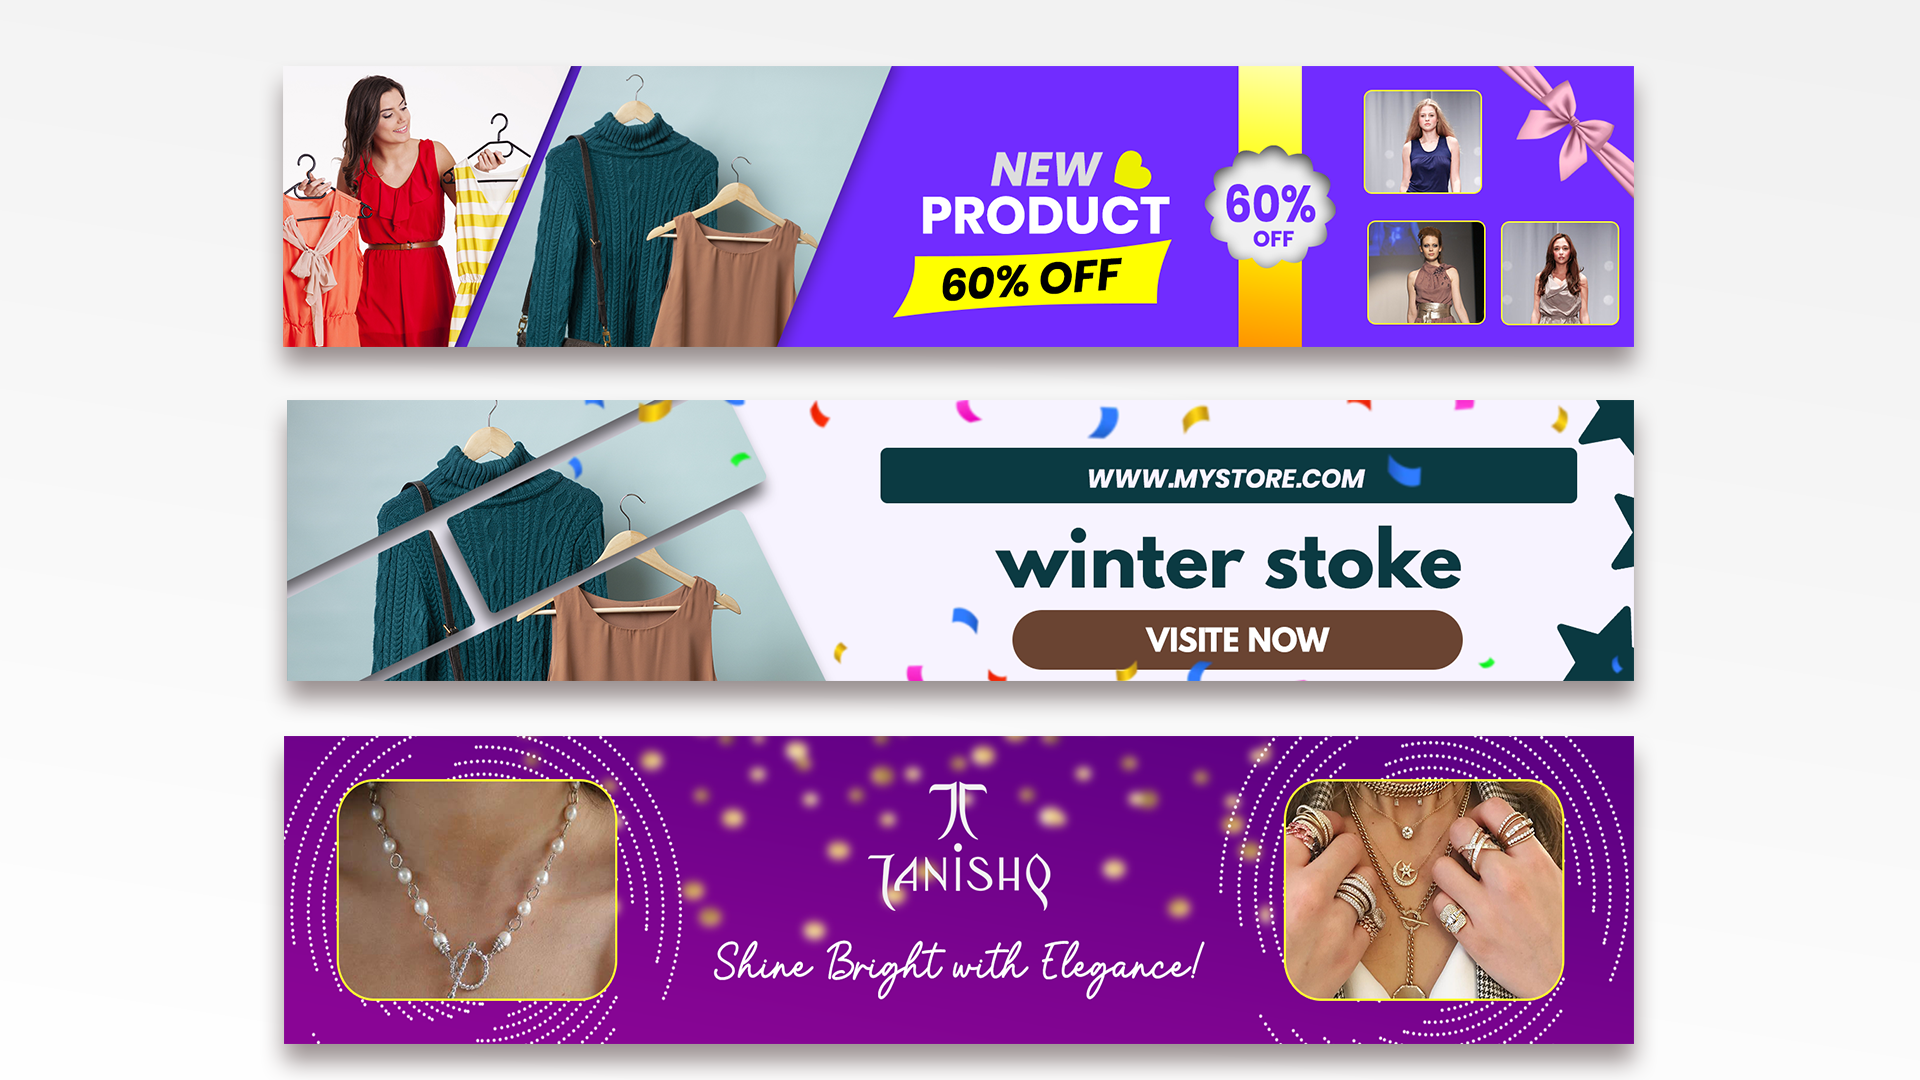 NEW
PRODUCT
60% OFF
60%
OFF
WWW.MYSTORE.COM
winter stoke
VISITE NOW
TANISHQ
Shine Bright with Elegance!